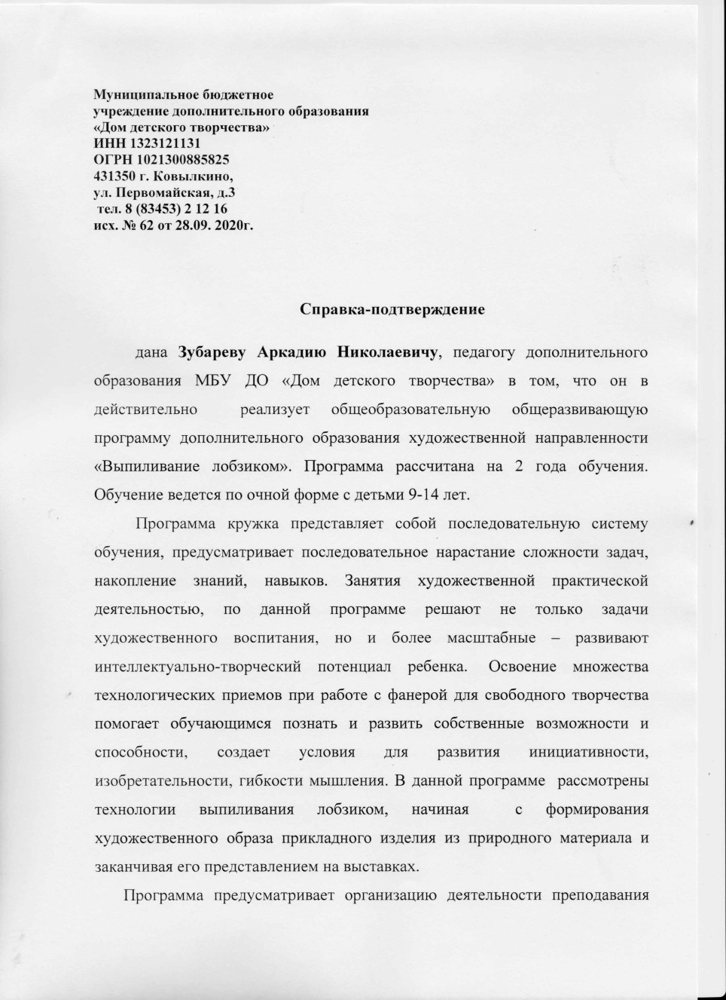 Муниципальное бюджетное
учреждение дополнительного образования
«Дом детского творчества»
ИНН 1323121131
ОГРН 1021300885825
431350 г. Ковылкино,
ул. Первомайская, д.3
тел. 8 (83453) 2 12 16
исх. № 62 от 28.09. 2020г.
Справка-подтверждение
дана Зубареву Аркадию Николаевичу, педагогу дополнительного
образования МБУ ДО «Дом детского творчества» в том, что он в
действительно реализует общеобразовательную общеразвивающую
программу дополнительного образования художественной направленности
«Выпиливание лобзиком». Программа рассчитана на 2 года обучения.
Обучение ведется по очной форме с детьми 9-14 лет.
Программа кружка представляет собой последовательную систему
обучения, предусматривает последовательное нарастание сложности задач,
накопление знаний, навыков. Занятия художественной практической
деятельностью, по данной программе решают не только задачи
художественного воспитания, но и более масштабные – развивают
интеллектуально-творческий потенциал ребенка. Освоение множества
технологических приемов при работе с фанерой для свободного творчества
помогает обучающимся познать и развить собственные возможности и
способности, создает условия для развития инициативности,
изобретательности, гибкости мышления. В данной программе рассмотрены
технологии выпиливания лобзиком, начиная с формирования
художественного образа прикладного изделия из природного материала и
заканчивая его представлением на выставках.
Программа предусматривает организацию деятельности преподавания